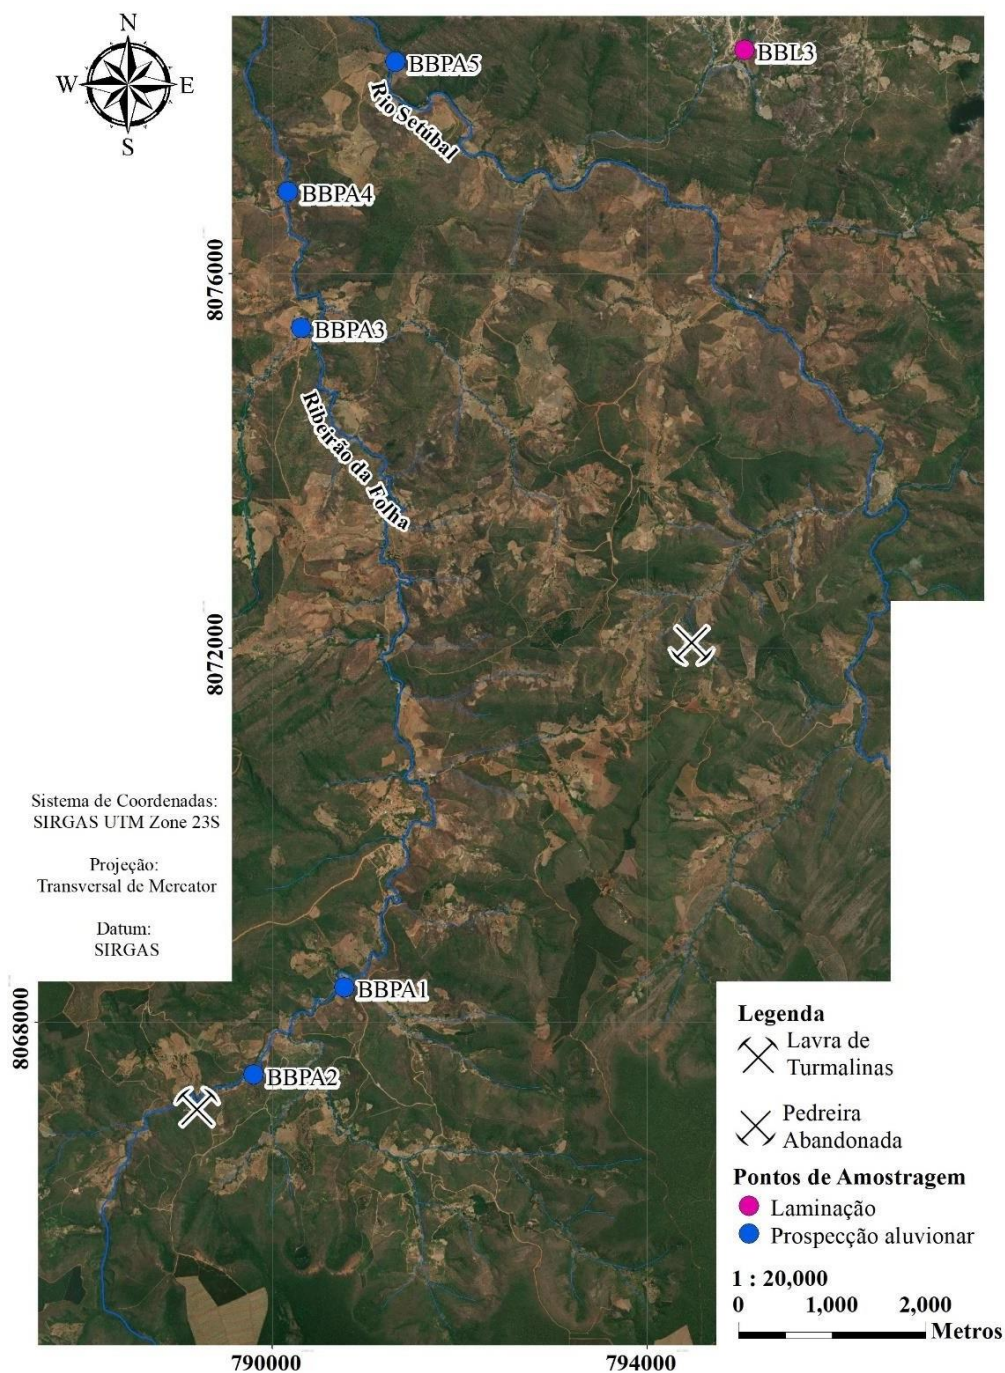 N
W
E
S
BBPA5
BBL3
Rio Setúbal
BBPA4
8076000
BBPA3
Ribeirão da Folha
8072000
Sistema de Coordenadas:
SIRGAS UTM Zone 23S
Projeção:
Transversal de Mercator
Datum:
SIRGAS
BBPA1
8068000
BBPA2
Legenda
Lavra de
Turmalinas
Pedreira
Abandonada
Pontos de Amostragem
Laminação
Prospecção aluvionar
1 : 20,000
0
1,000
2,000
Metros
790000
794000